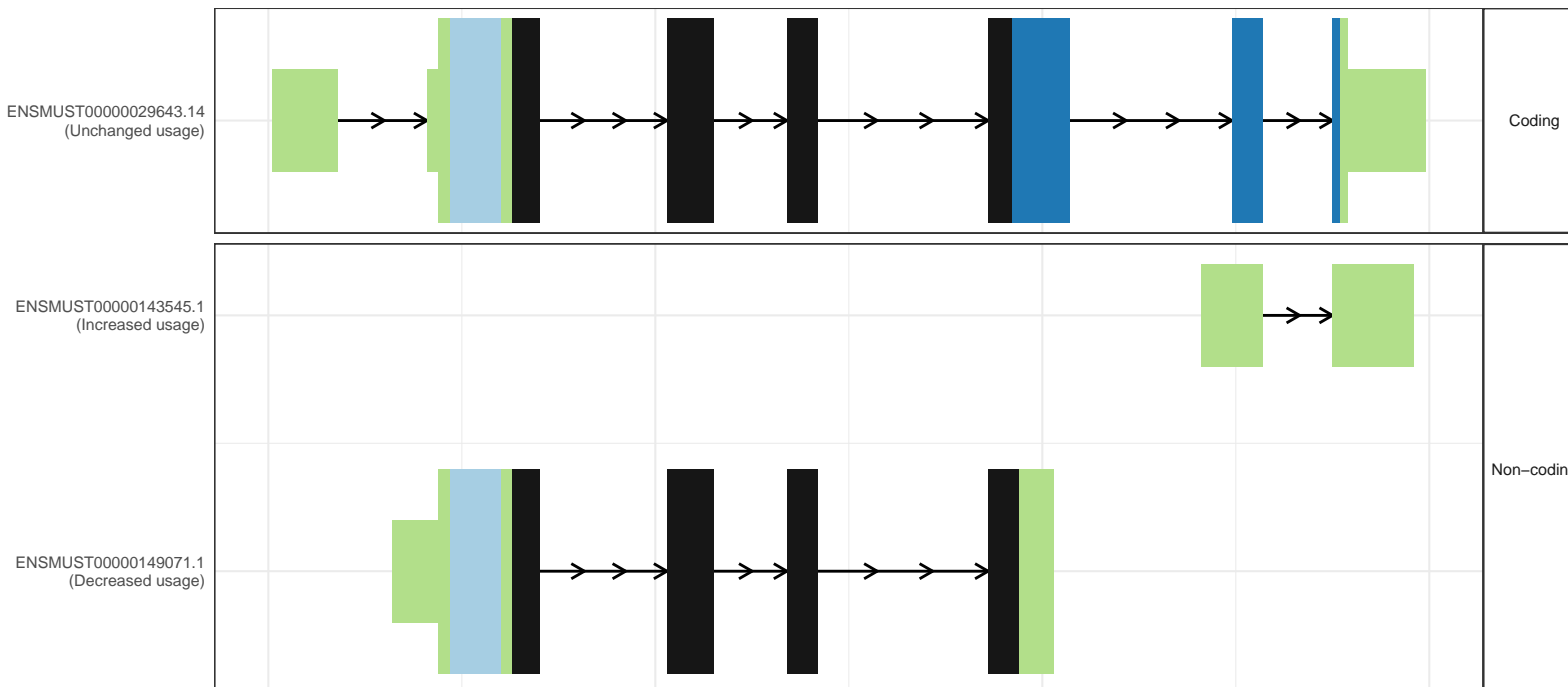 ENSMUST00000029643.14
(Unchanged usage)
Coding
ENSMUST00000143545.1
(Increased usage)
Non−codin
ENSMUST00000149071.1
(Decreased usage)